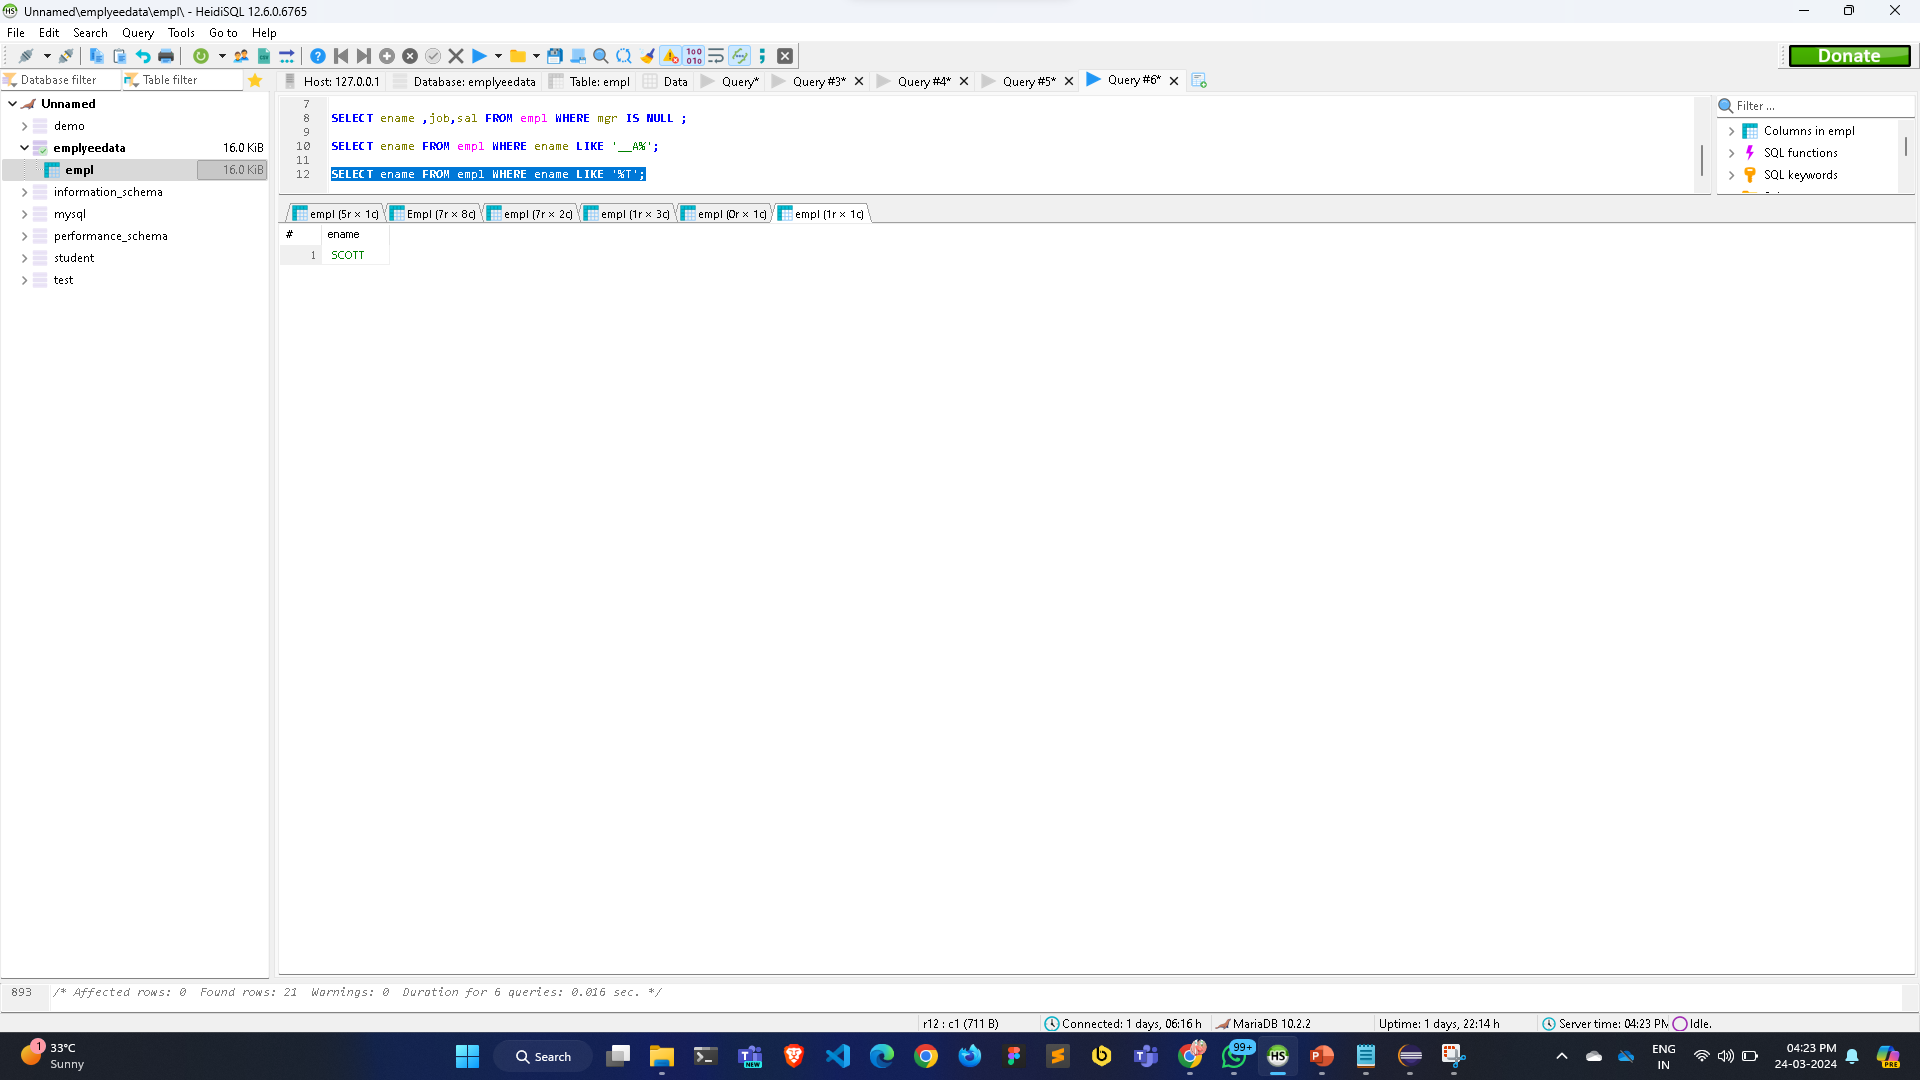 Unnamed\emplyeedata\empl\ - HeidiSQL 12.6.0.6765
File Edit Search Query Tools Go to Help
Donate
Database filter Table filter
Host: 127.0.0.1 Database: emplyeedata Table: empl Data Query* Query #3* Query #4* Query #5* Query #6*
Unnamed
demo
emplyeedata 16.0 KiB
empl 16.0 KiB
information_schema
mysql
performance_schema
student
test
7
8 SELECT ename ,job,sal FROM empl WHERE mgr IS NULL ;
9
10 SELECT ename FROM empl WHERE ename LIKE '__A%';
11
12 SELECT ename FROM empl WHERE ename LIKE '%T';
Filter ...
Columns in empl
SQL functions
SQL keywords
empl (5r × 1c) Empl (7r × 8c) empl (7r × 2c) empl (1r × 3c) empl (0r × 1c) empl (1r × 1c)
# ename
1 SCOTT
893 /* Affected rows: 0 Found rows: 21 Warnings: 0 Duration for 6 queries: 0.016 sec. */
r12 : c1 (711 B) Connected: 1 days, 06:16 h MariaDB 10.2.2 Uptime: 1 days, 22:14 h Server time: 04:23 PM Idle.
1 33°C
Sunny
Search
NEW
99+
HS
ENG
IN
04:23 PM
24-03-2024
PRE